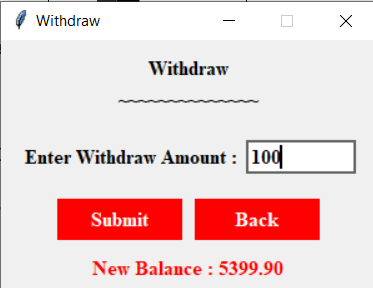 Withdraw
Withdraw
~~~~~~~~~~~~~~
Enter Withdraw Amount : 100
Submit Back
New Balance : 5399.90